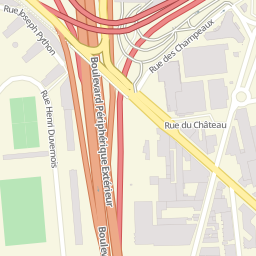 Rue Joseph Python
Rue des Champeaux
Boulevard Périphérique Extérieur
Rue Henri Duvernois
Rue du Château
Boulev